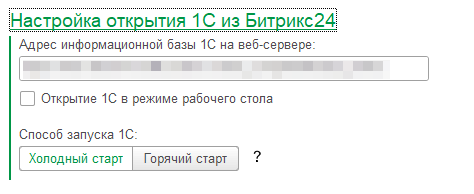 Настройка открытия 1С из Битрикс24
Адрес информационной базы 1С на веб-сервере:
Открытие 1С в режиме рабочего стола
Способ запуска 1С:
Холодный старт Горячий старт ?